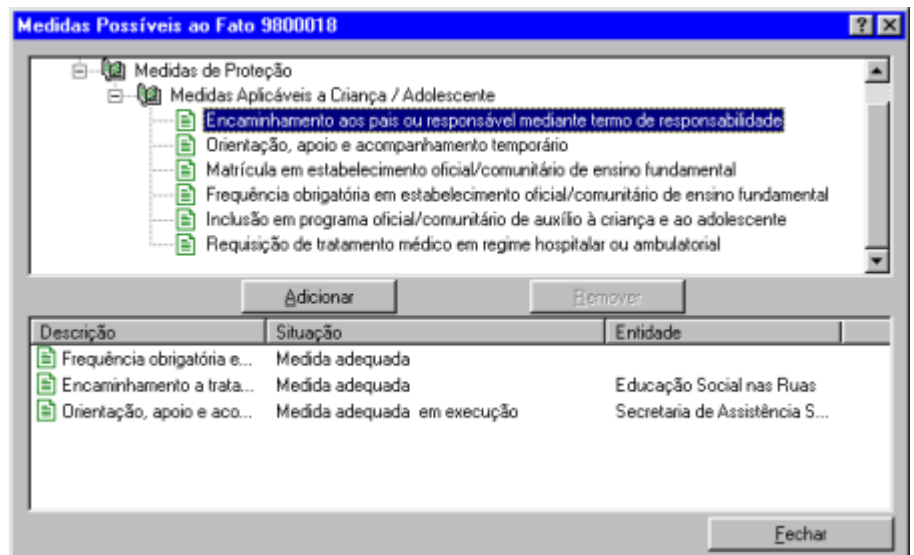 Medidas Possíveis ao Fato 9800018
Medidas de Proteção
Medidas Aplicáveis a Criança / Adolescente
Encaminhamento aos pais ou responsável mediante termo de responsabilidade
Orientação, apoio e acompanhamento temporário
Matrícula em estabelecimento oficial/comunitário de ensino fundamental
Frequência obrigatória em estabelecimento oficial/comunitário de ensino fundamental
Inclusão em programa oficial/comunitário de auxílio à criança e ao adolescente
Requisição de tratamento médico em regime hospitalar ou ambulatorial
Adicionar Remover
Descrição Situação Entidade
Frequência obrigatória e... Medida adequada
Encaminhamento a trata... Medida adequada Educação Social nas Ruas
Orientação, apoio e aco... Medida adequada em execução Secretaria de Assistência S...
Fechar